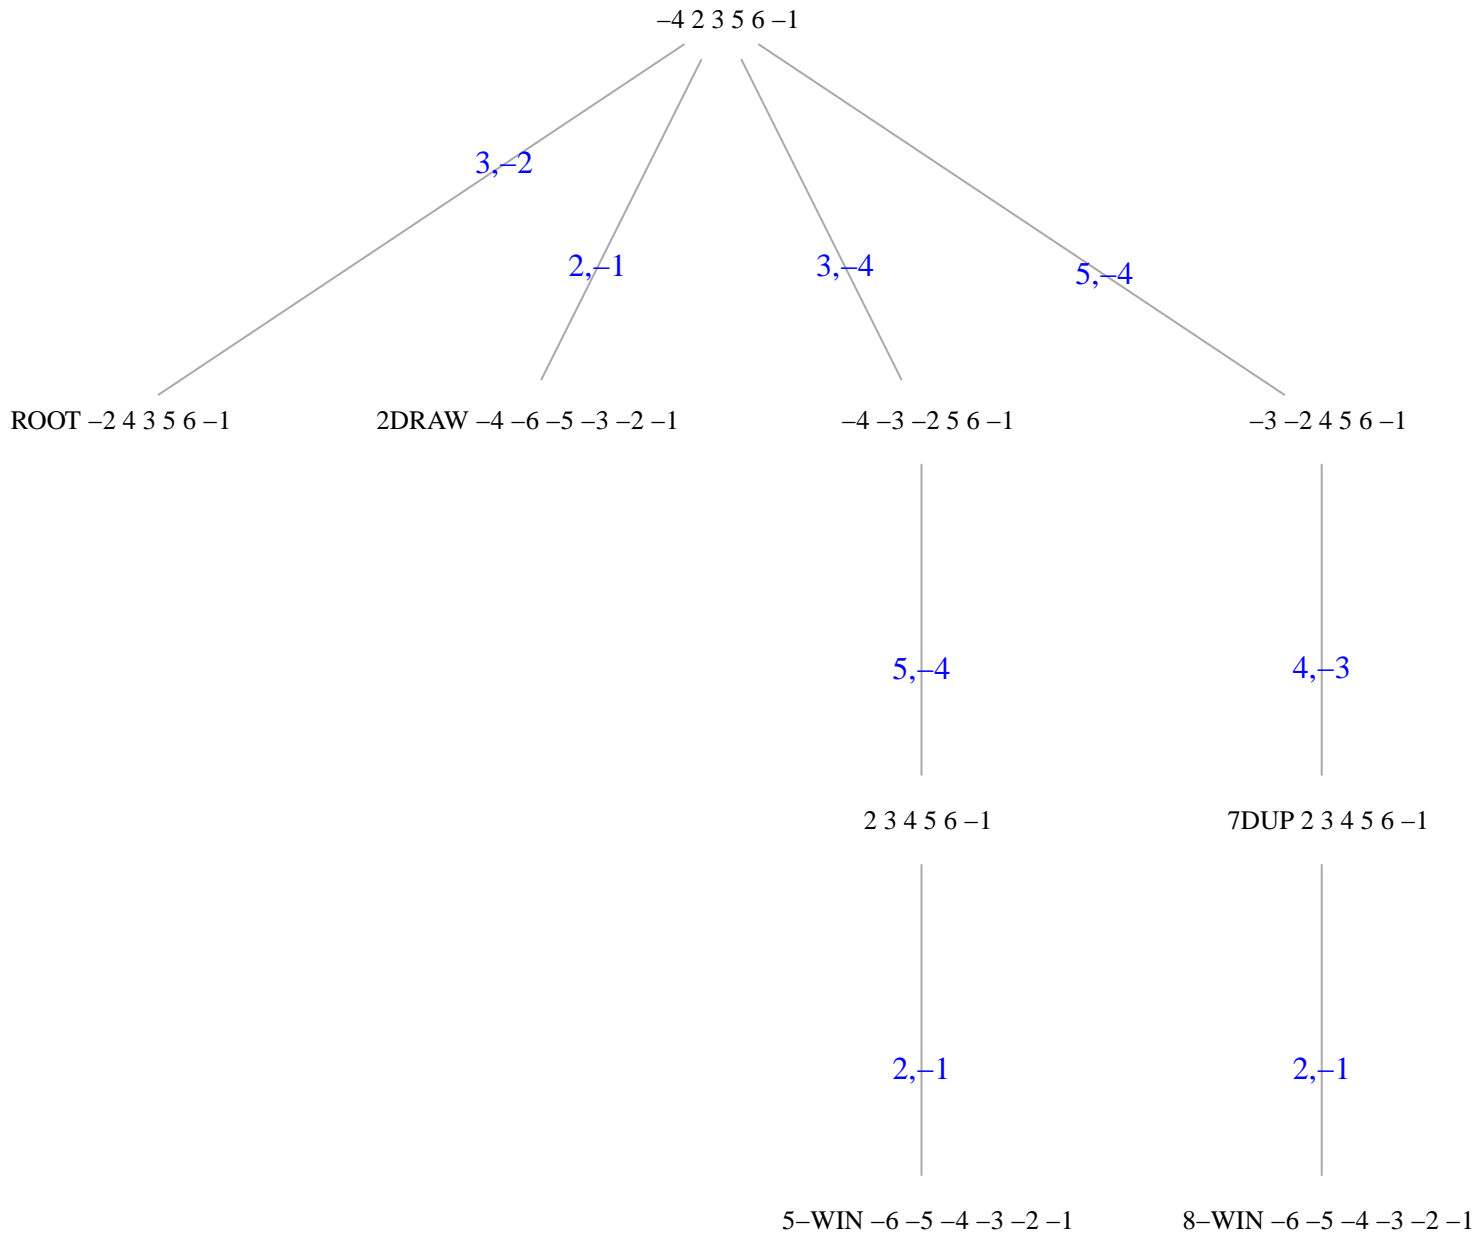 –4 2 3 5 6 –1
3,–2
2,–1
3,–4
5,–4
ROOT –2 4 3 5 6 –1
2DRAW –4 –6 –5 –3 –2 –1
–4 –3 –2 5 6 –1
–3 –2 4 5 6 –1
5,–4
4,–3
2 3 4 5 6 –1
7DUP 2 3 4 5 6 –1
2,–1
2,–1
5–WIN –6 –5 –4 –3 –2 –1
8–WIN –6 –5 –4 –3 –2 –1